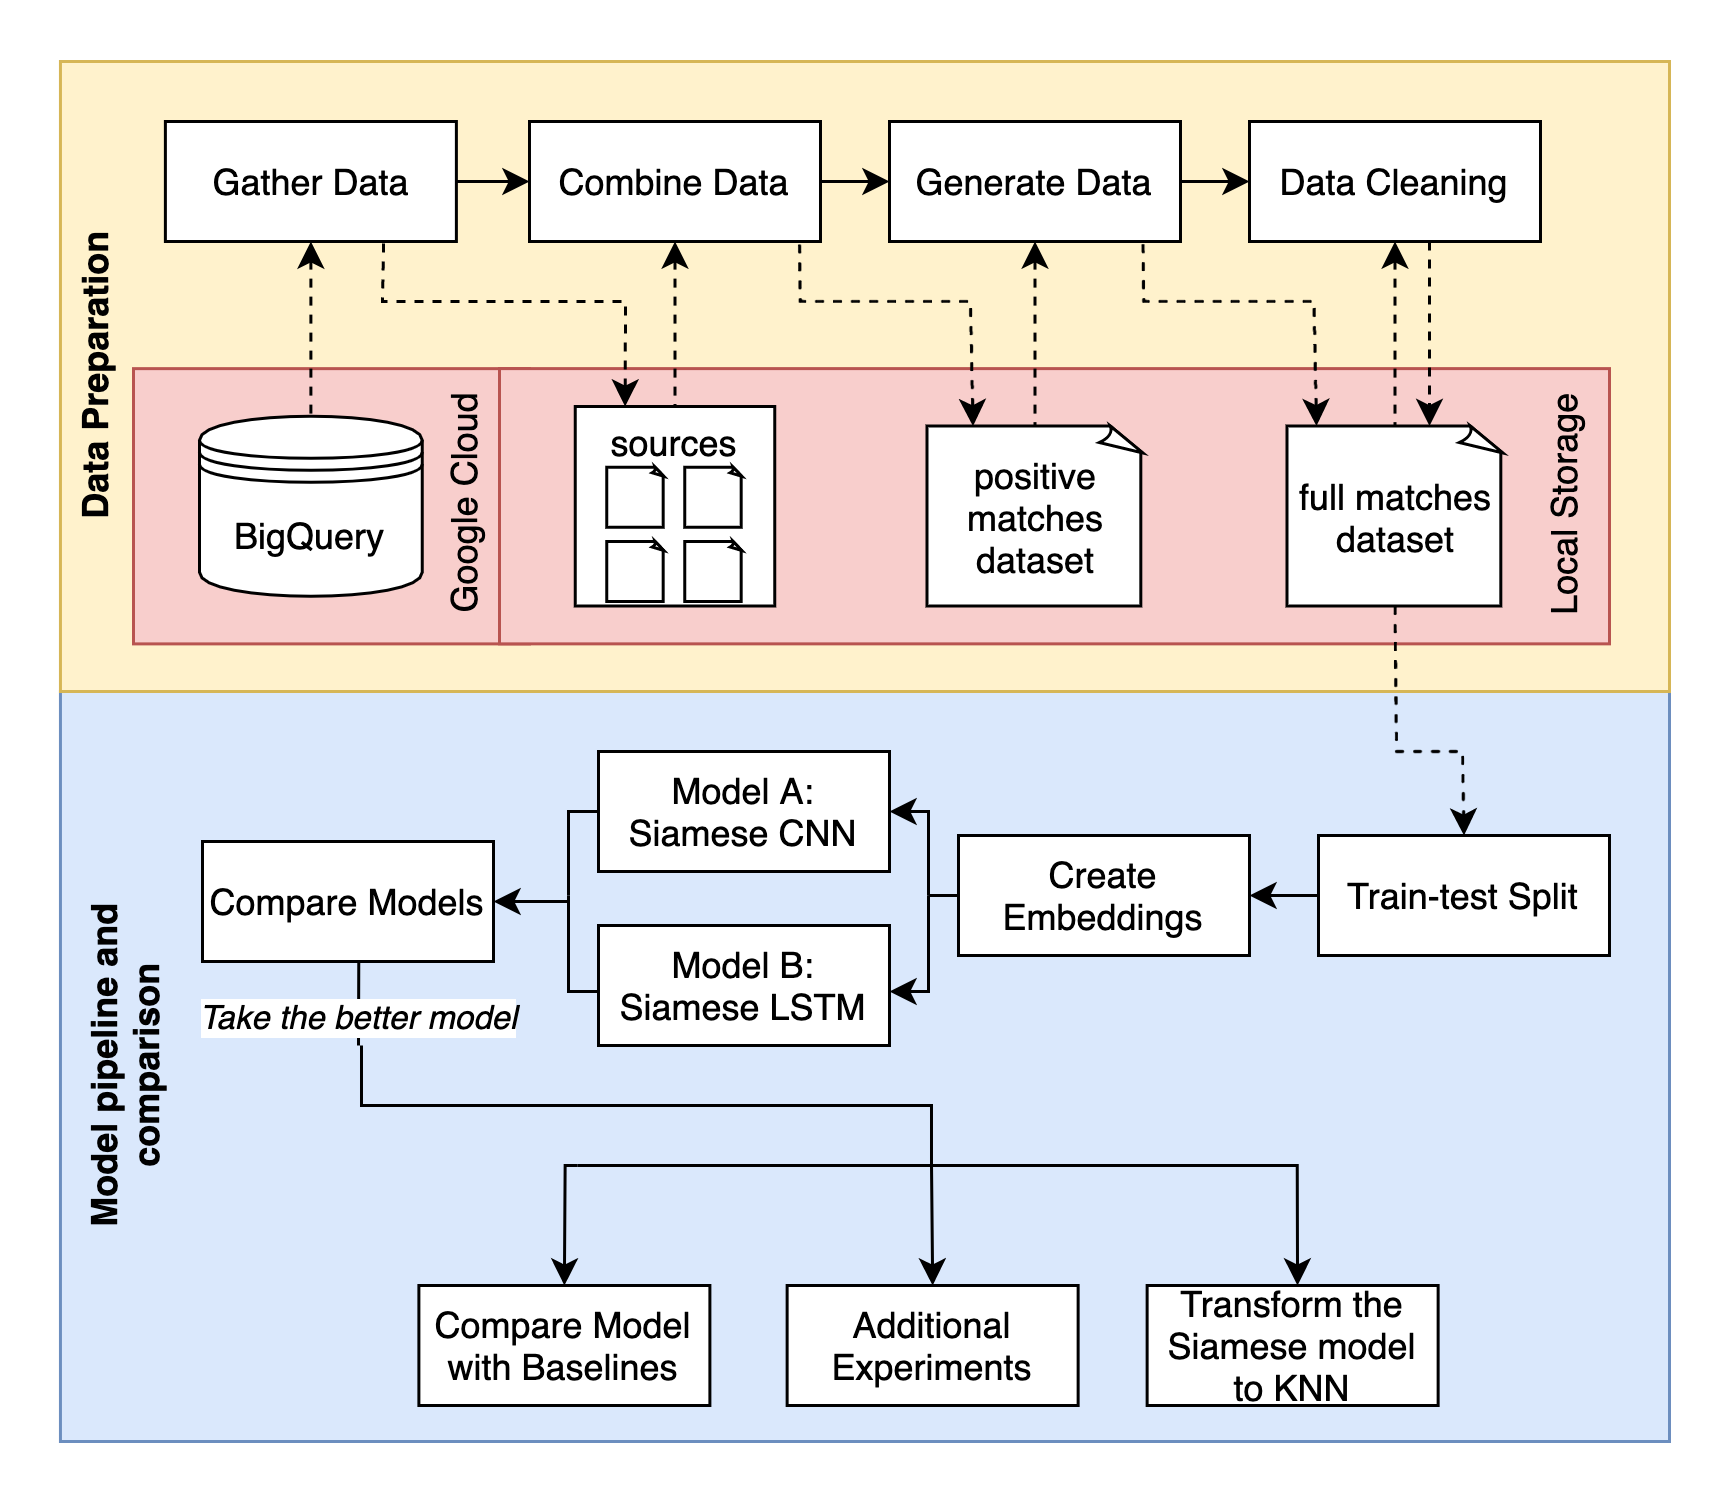 Data Preparation
Gather Data
Combine Data
Generate Data
Data Cleaning
BigQuery
Google Cloud
sources
positive
matches
dataset
full matches
dataset
Local Storage
Model pipeline and
comparison
Model A:
Siamese CNN
Compare Models
Create
Embeddings
Train-test Split
Model B:
Siamese LSTM
Take the better model
Compare Model
with Baselines
Additional
Experiments
Transform the
Siamese model
to KNN